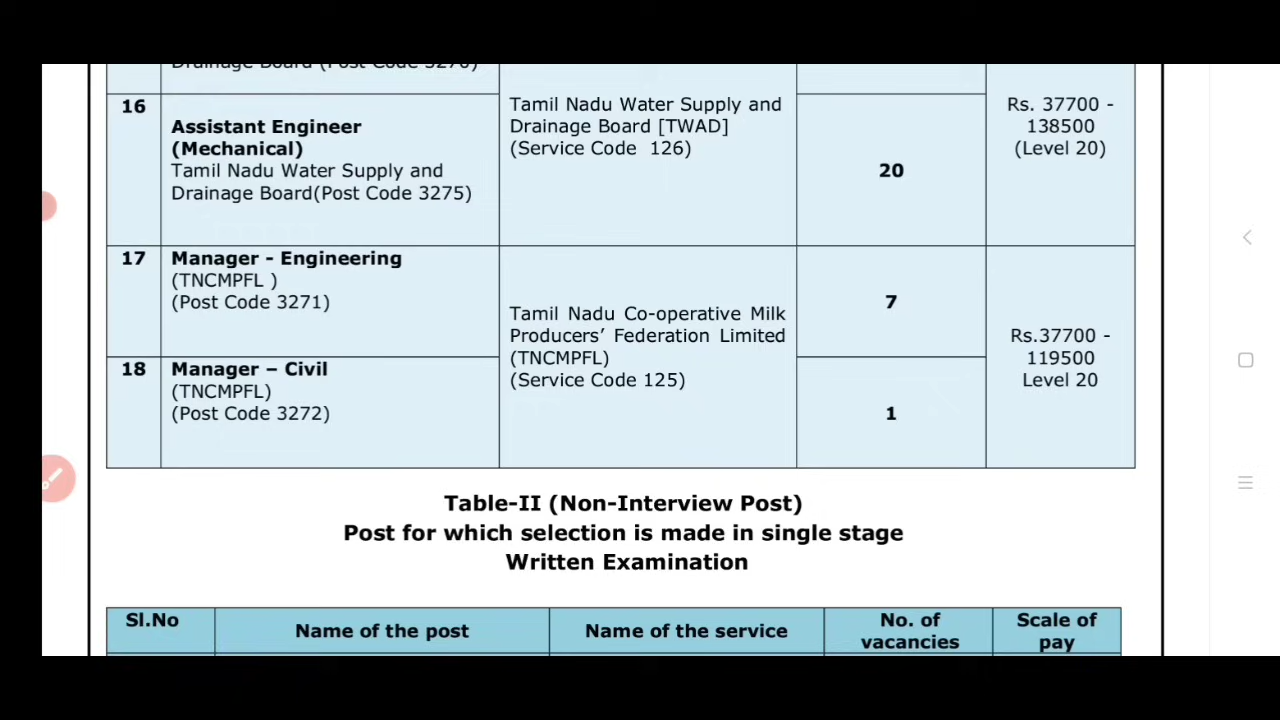 Drainage Board (Post Code 3270)
16
Assistant Engineer
(Mechanical)
Tamil Nadu Water Supply and
Drainage Board(Post Code 3275)
Tamil Nadu Water Supply and
Drainage Board [TWAD]
(Service Code 126)
20
Rs. 37700 -
138500
(Level 20)
17
Manager - Engineering
(TNCMPFL )
(Post Code 3271)
Tamil Nadu Co-operative Milk
Producers’ Federation Limited
(TNCMPFL)
(Service Code 125)
7
Rs.37700 -
119500
Level 20
18
Manager – Civil
(TNCMPFL)
(Post Code 3272)
1
Table-II (Non-Interview Post)
Post for which selection is made in single stage
Written Examination
Sl.No
Name of the post
Name of the service
No. of
vacancies
Scale of
pay